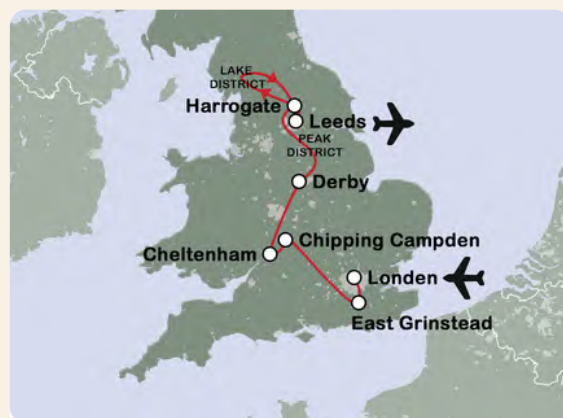 LAKE
DISTRICT
Harrogate
Leeds
PEAK
DISTRICT
Derby
Chipping Campden
Cheltenham
Londen
East Grinstead